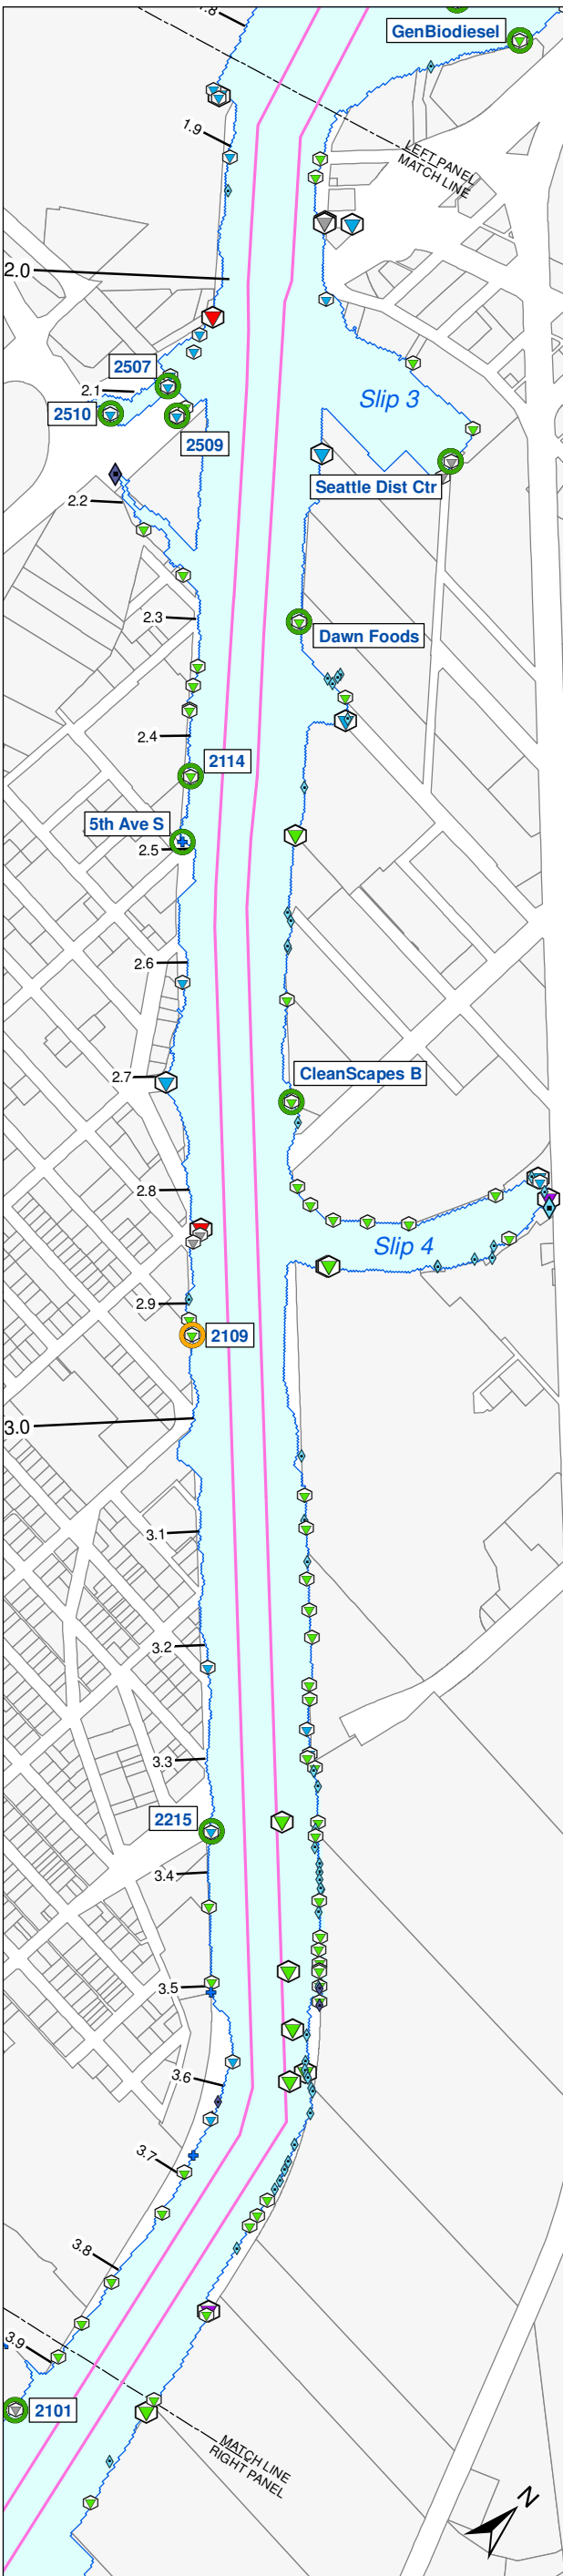 1.8
GenBiodiesel
1.9
LEFT PANEL
MATCH LINE
2.0
2507
2.1
2510
Slip 3
2509
Seattle Dist Ctr
2.2
2.3
Dawn Foods
2.4
2114
5th Ave S
2.5
2.6
2.7
CleanScapes B
2.8
Slip 4
2.9
2109
3.0
3.1
3.2
3.3
2215
3.4
3.5
3.6
3.7
3.8
3.9
2101
MATCH LINE
RIGHT PANEL
N